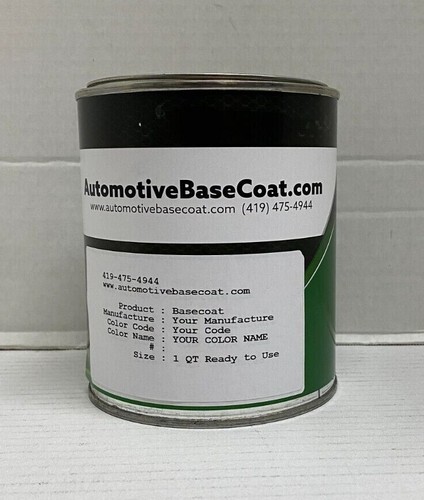 AutomotiveBaseCoat.com
www.automotivebasecoat.com (419) 475-4944
419-475-4944
www.automotivebasecoat.com
Product : Basecoat
Manufacture : Your Manufacture
Color Code : Your Code
Color Name : YOUR COLOR NAME
# :
Size : 1 QT Ready to Use